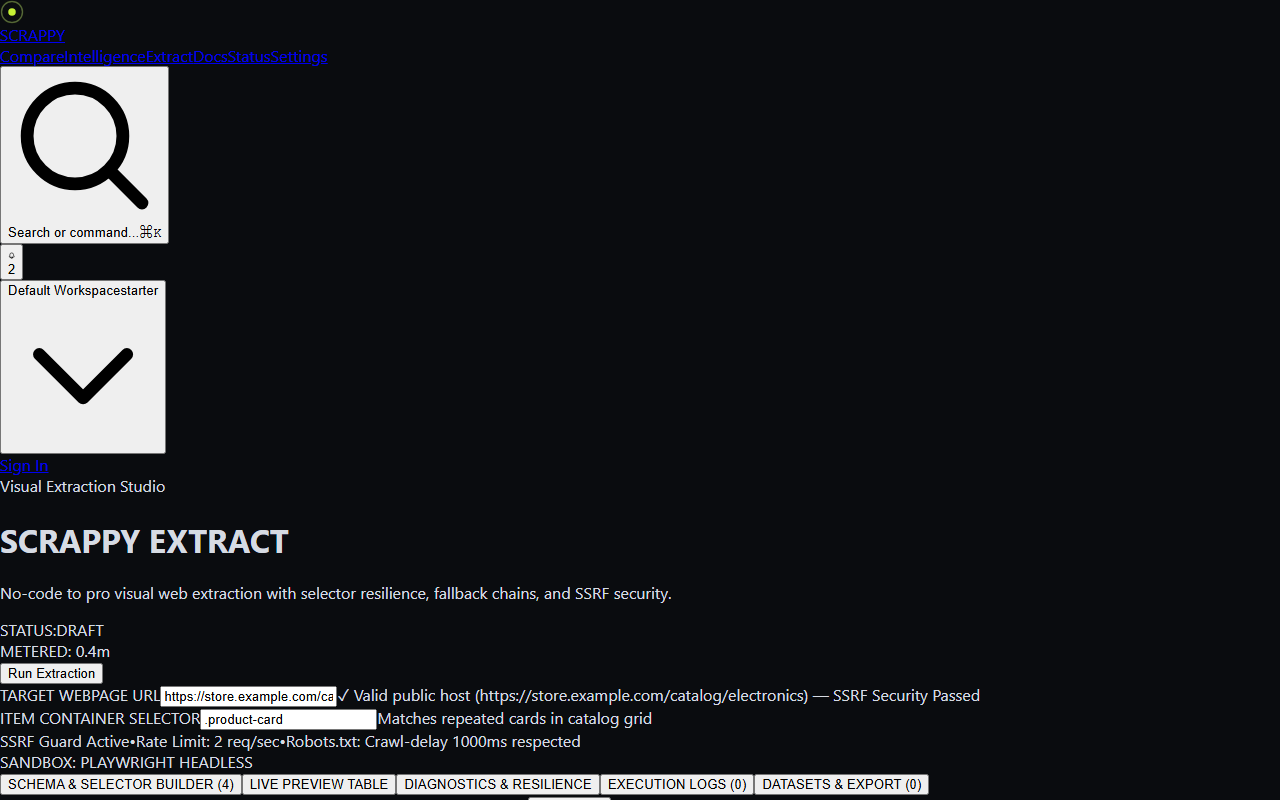 SCRAPPY
CompareIntelligenceExtractDocsStatusSettings
Search or command...⌘K
2
Default Workspacestarter
Sign In
Visual Extraction Studio
SCRAPPY EXTRACT
No-code to pro visual web extraction with selector resilience, fallback chains, and SSRF security.
STATUS:DRAFT
METERED: 0.4m
Run Extraction
TARGET WEBPAGE URL https://store.example.com/ca ✓ Valid public host (https://store.example.com/catalog/electronics) — SSRF Security Passed
ITEM CONTAINER SELECTOR .product-card Matches repeated cards in catalog grid
SSRF Guard Active•Rate Limit: 2 req/sec•Robots.txt: Crawl-delay 1000ms respected
SANDBOX: PLAYWRIGHT HEADLESS
SCHEMA & SELECTOR BUILDER (4) LIVE PREVIEW TABLE DIAGNOSTICS & RESILIENCE EXECUTION LOGS (0) DATASETS & EXPORT (0)